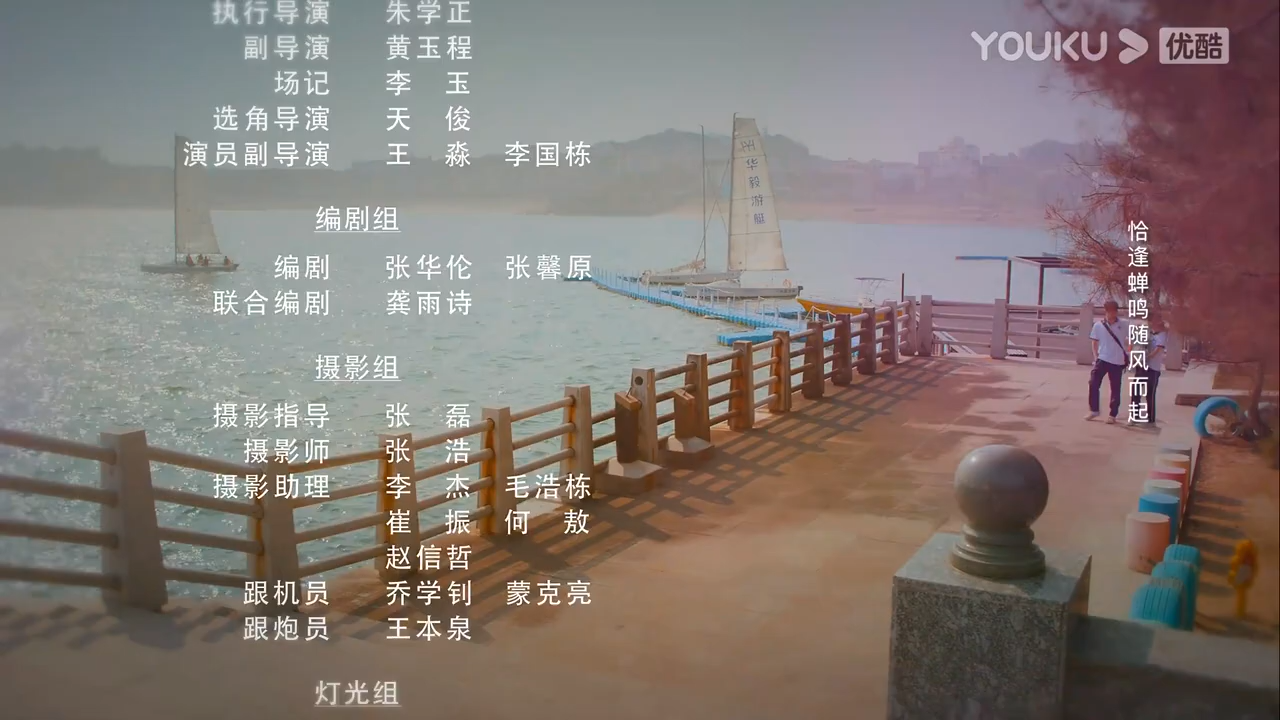 执行导演 朱学正
副导演 黄玉程
场记 李 玉
选角导演 天 俊
演员副导演 王 淼 李国栋
编剧组
编剧 张华伦 张馨原
联合编剧 龚雨诗
摄影组
摄影指导 张 磊
摄影师 张 浩
摄影助理 李 杰 毛浩栋
崔 振 何 敖
赵信哲
跟机员 乔学钊 蒙克亮
跟炮员 王本泉
灯光组
YOUKU 优酷
恰逢蝉鸣随风而起
华毅游艇